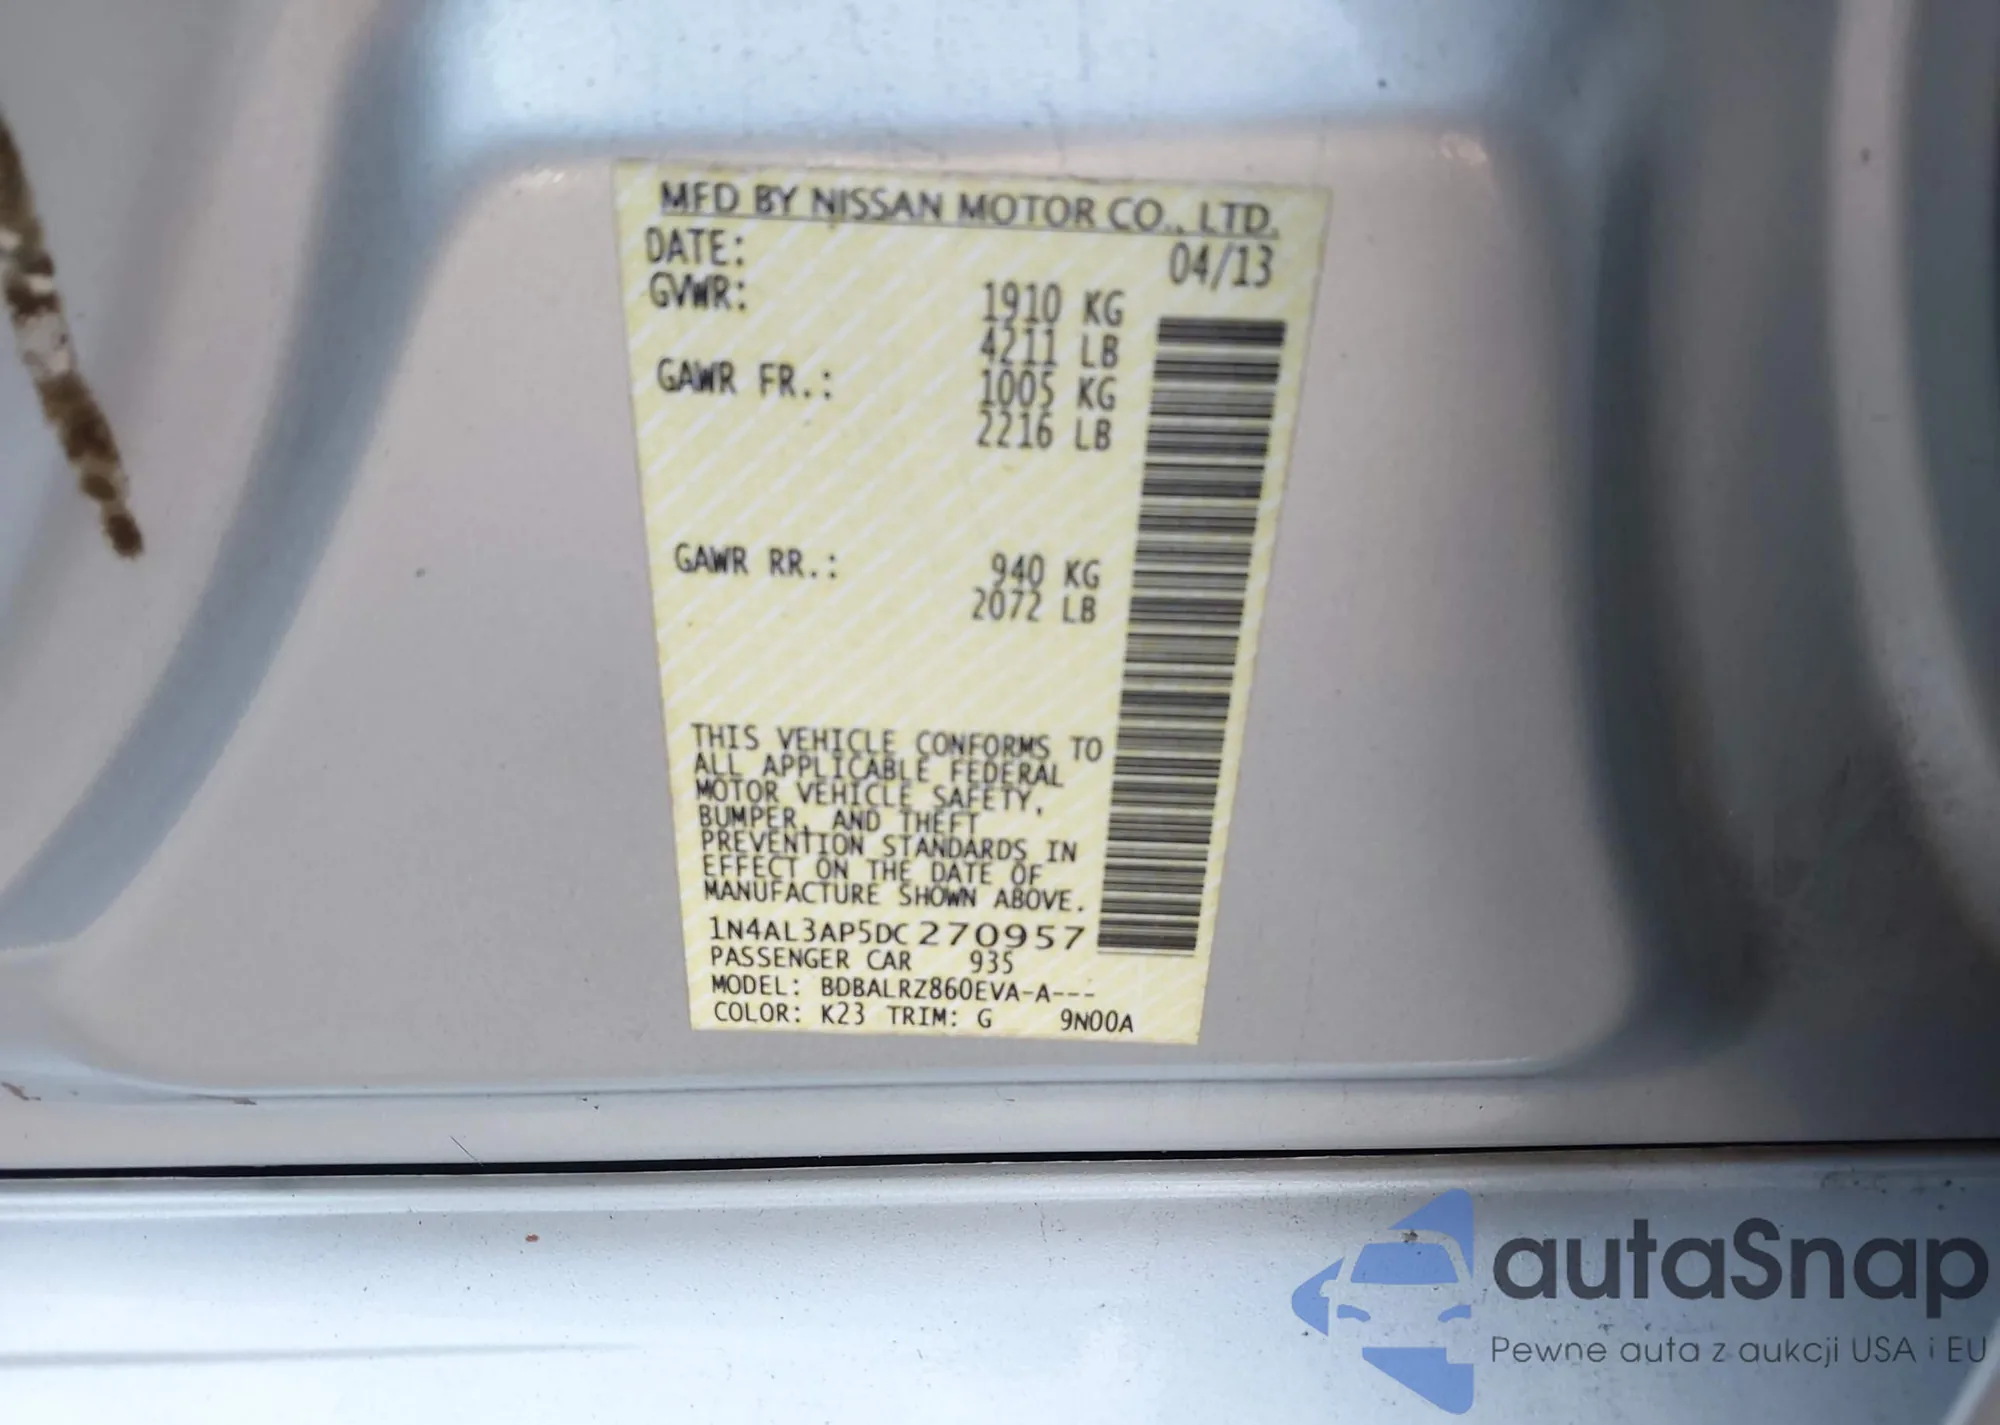 MFD BY NISSAN MOTOR CO., LTD.
DATE: 04/13
GVWR: 1910 KG
4211 LB
GAWR FR.: 1005 KG
2216 LB
GAWR RR.: 940 KG
2072 LB
THIS VEHICLE CONFORMS TO
ALL APPLICABLE FEDERAL
MOTOR VEHICLE SAFETY,
BUMPER, AND THEFT
PREVENTION STANDARDS IN
EFFECT ON THE DATE OF
MANUFACTURE SHOWN ABOVE.
1N4AL3AP5DC270957
PASSENGER CAR 935
MODEL: BDBALRZ860EVA-A---
COLOR: K23 TRIM: G 9N00A
autaSnap
Pewne auta z aukcji USA i EU